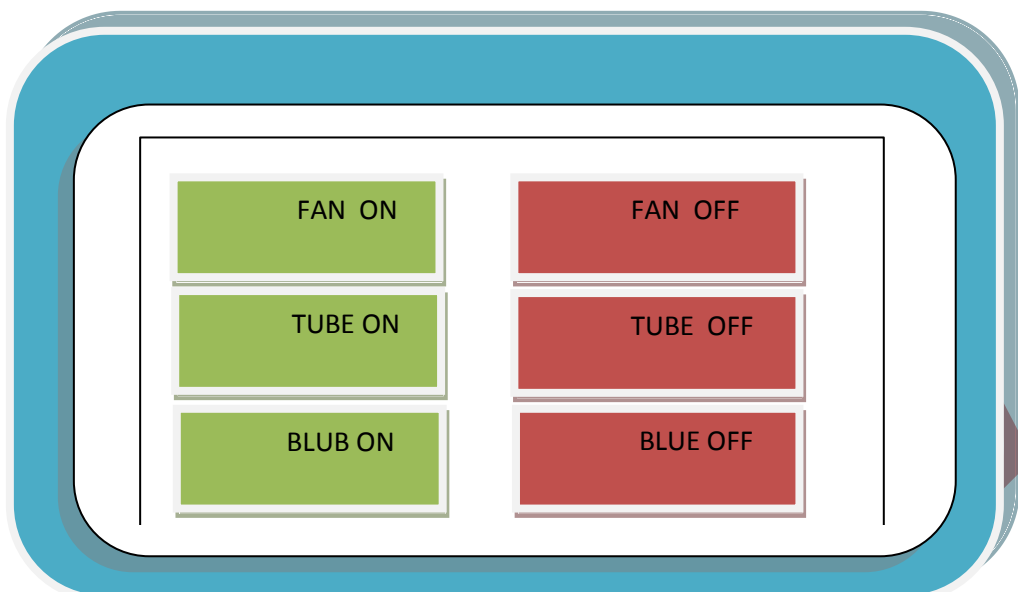 FAN  ON
FAN  OFF
TUBE ON
TUBE  OFF
BLUB ON
BLUE OFF